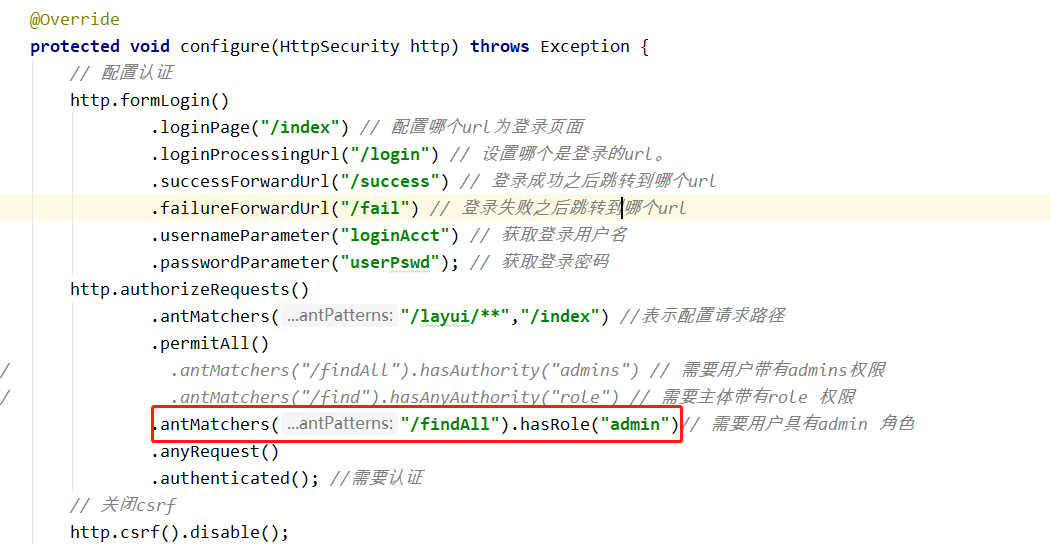 @Override
protected void configure(HttpSecurity http) throws Exception {
// 配置认证
http.formLogin()
.loginPage("/index") // 配置哪个url为登录页面
.loginProcessingUrl("/login") // 设置哪个是登录的url。
.successForwardUrl("/success") // 登录成功之后跳转到哪个url
.failureForwardUrl("/fail") // 登录失败之后跳转到哪个url
.usernameParameter("loginAcct") // 获取登录用户名
.passwordParameter("userPswd"); // 获取登录密码
http.authorizeRequests()
.antMatchers( ...antPatterns: "/layui/**","/index") //表示配置请求路径
.permitAll()
/ .antMatchers("/findAll").hasAuthority("admins") // 需要用户带有admins权限
/ .antMatchers("/find").hasAnyAuthority("role") // 需要主体带有role 权限
.antMatchers( ...antPatterns: "/findAll").hasRole("admin")// 需要用户具有admin 角色
.anyRequest()
.authenticated(); //需要认证
// 关闭csrf
http.csrf().disable();